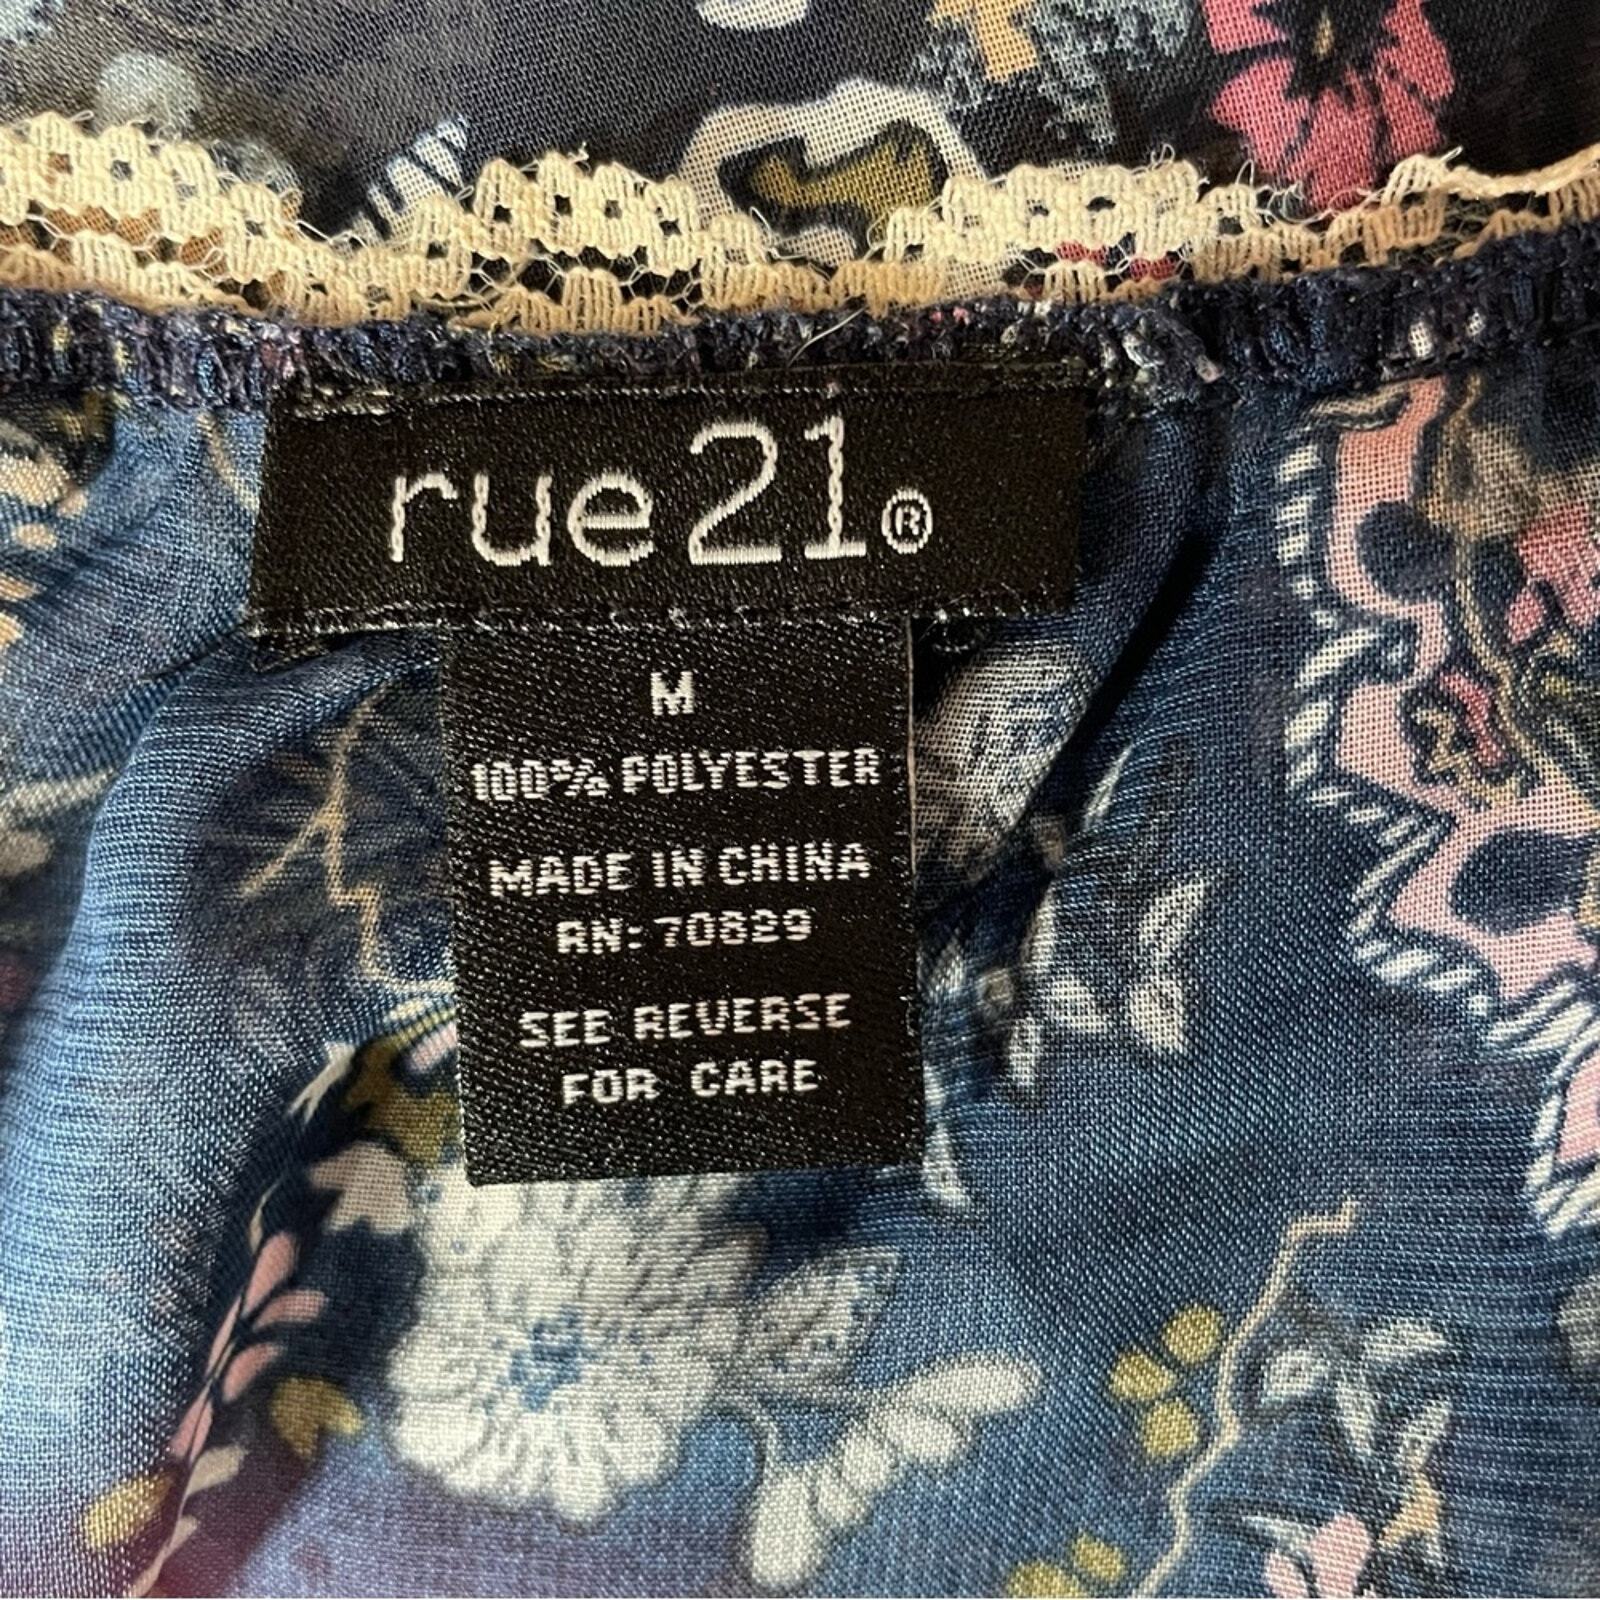 rue21®
M
100% POLYESTER
MADE IN CHINA
RN: 70829
SEE REVERSE
FOR CARE